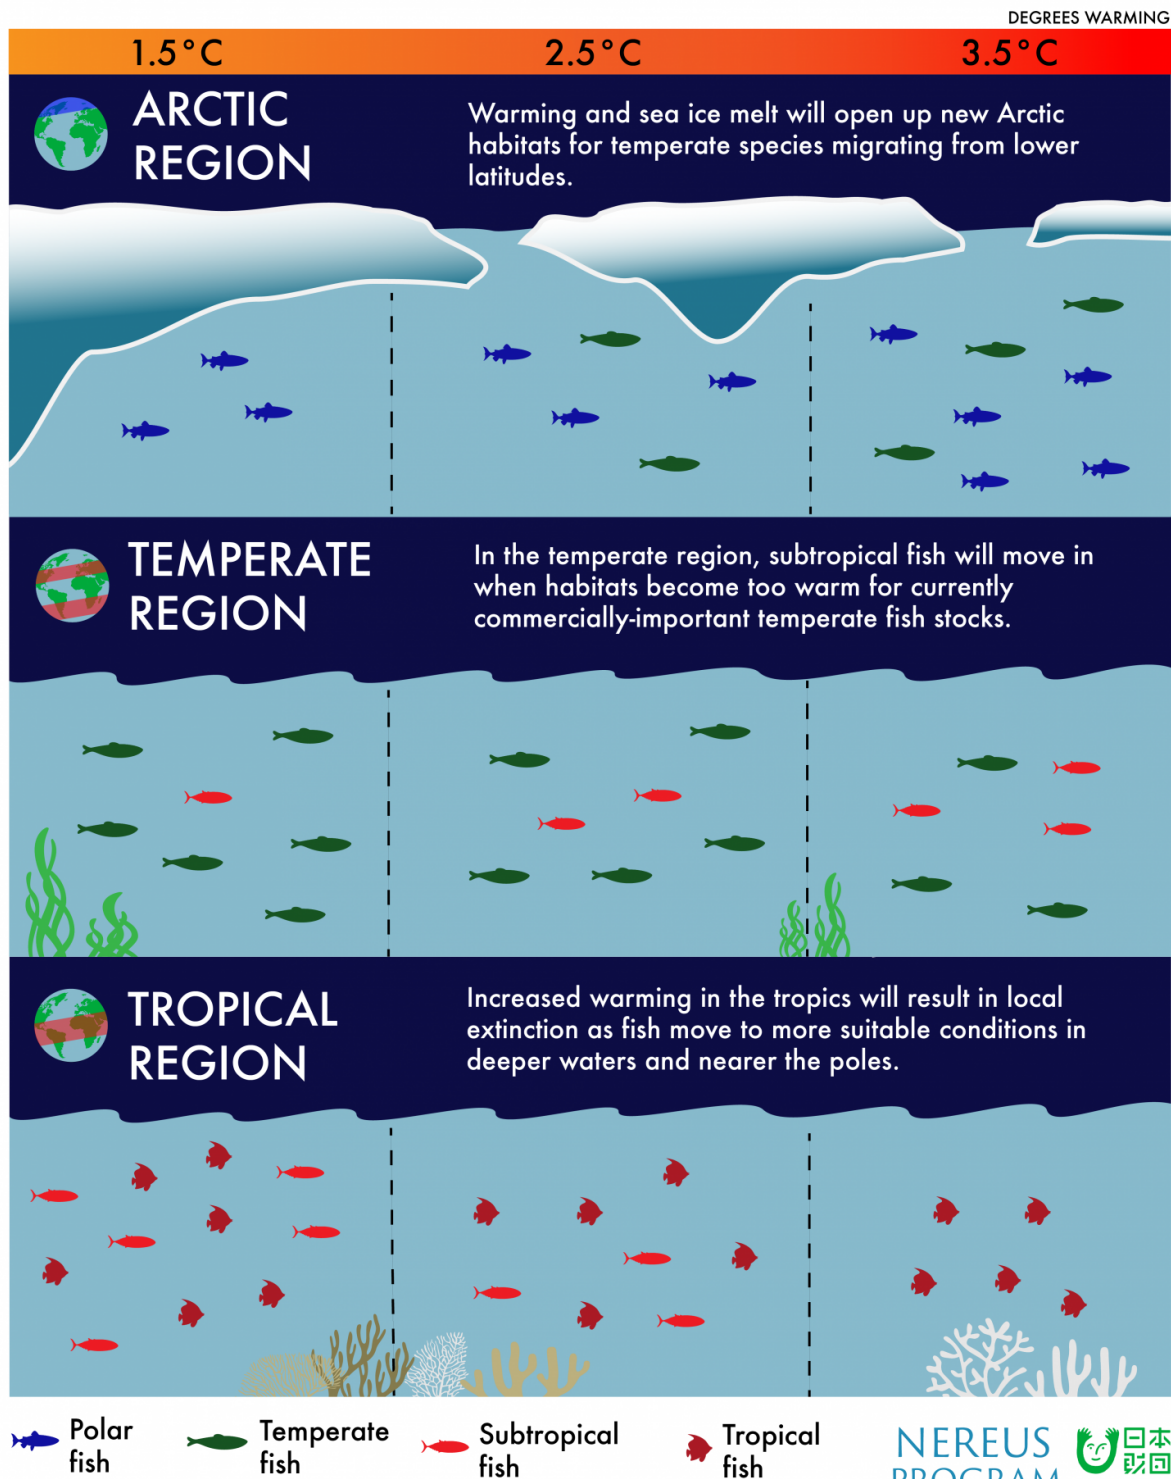 DEGREES WARMING
1.5°C 2.5°C 3.5°C
ARCTIC
REGION
Warming and sea ice melt will open up new Arctic
habitats for temperate species migrating from lower
latitudes.
TEMPERATE
REGION
In the temperate region, subtropical fish will move in
when habitats become too warm for currently
commercially-important temperate fish stocks.
TROPICAL
REGION
Increased warming in the tropics will result in local
extinction as fish move to more suitable conditions in
deeper waters and nearer the poles.
Polar
fish
Temperate
fish
Subtropical
fish
Tropical
fish
NEREUS
PROGRAM
日本
財団